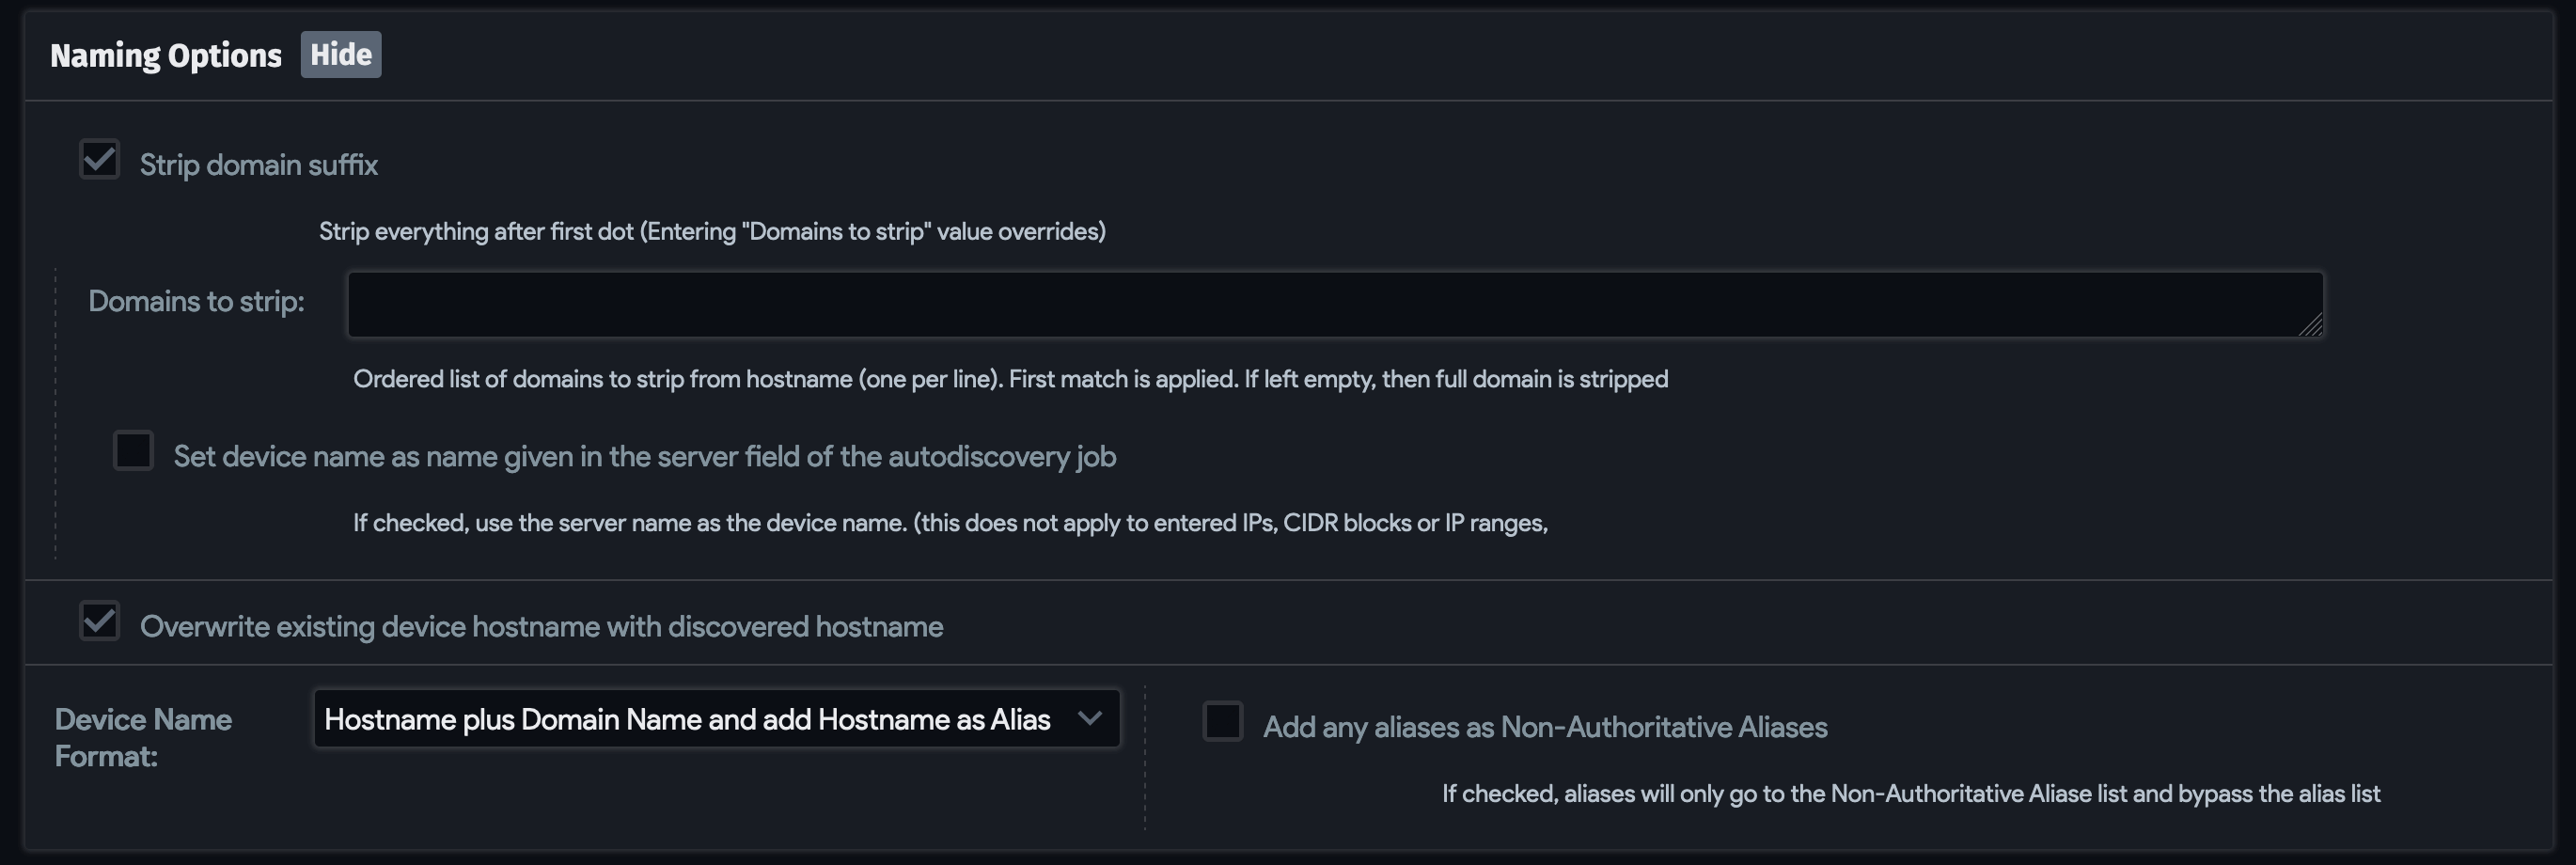 Naming Options Hide
Strip domain suffix
Strip everything after first dot (Entering "Domains to strip" value overrides)
Domains to strip:
Ordered list of domains to strip from hostname (one per line). First match is applied. If left empty, then full domain is stripped
Set device name as name given in the server field of the autodiscovery job
If checked, use the server name as the device name. (this does not apply to entered IPs, CIDR blocks or IP ranges,
Overwrite existing device hostname with discovered hostname
Device Name
Format:
Hostname plus Domain Name and add Hostname as Alias
Add any aliases as Non-Authoritative Aliases
If checked, aliases will only go to the Non-Authoritative Aliase list and bypass the alias list